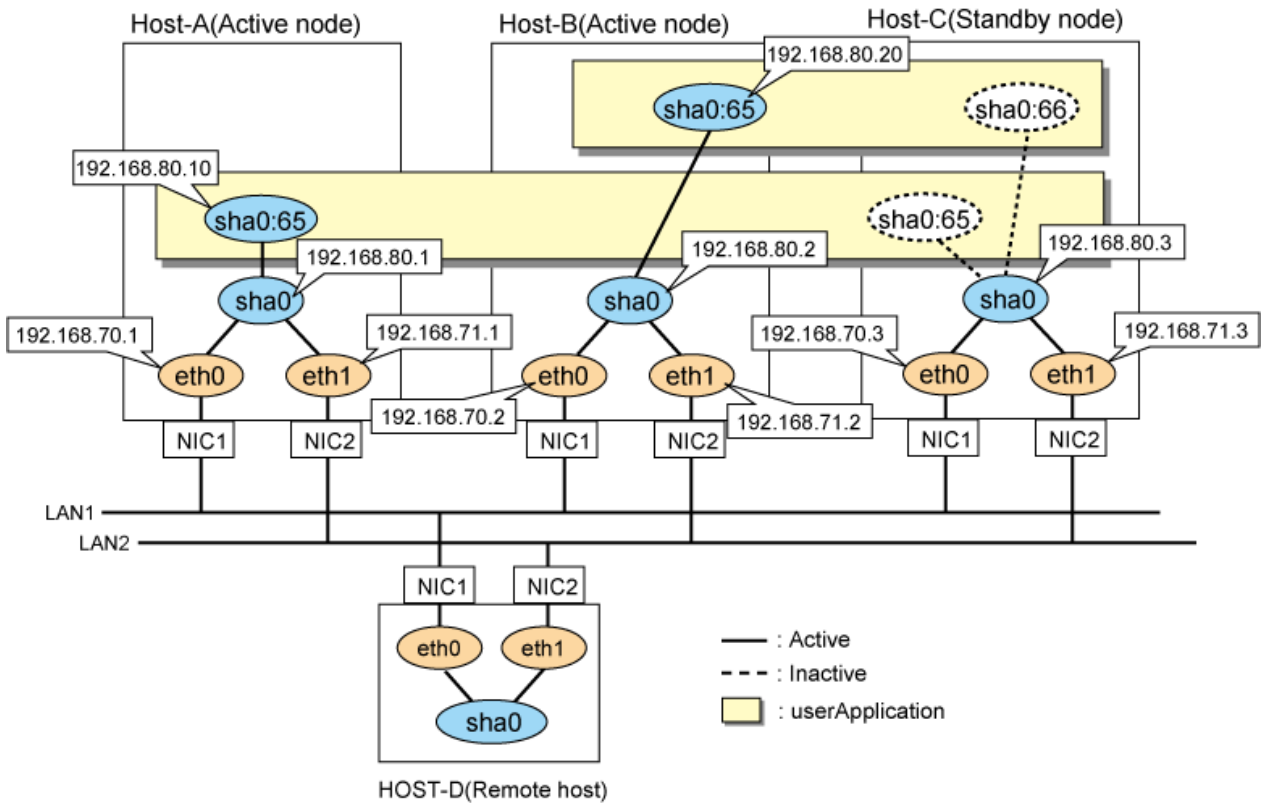 Host-A(Active node)
Host-B(Active node)
Host-C(Standby node)
192.168.80.20
sha0:65
sha0:66
192.168.80.10
sha0:65
sha0:65
192.168.80.1
192.168.80.2
192.168.80.3
sha0
sha0
sha0
192.168.70.1
192.168.71.1
192.168.70.3
192.168.71.3
eth0
eth1
eth0
eth1
eth0
eth1
192.168.70.2
192.168.71.2
NIC1
NIC2
NIC1
NIC2
NIC1
NIC2
LAN1
LAN2
NIC1
NIC2
eth0
eth1
sha0
: Active
: Inactive
: userApplication
HOST-D(Remote host)